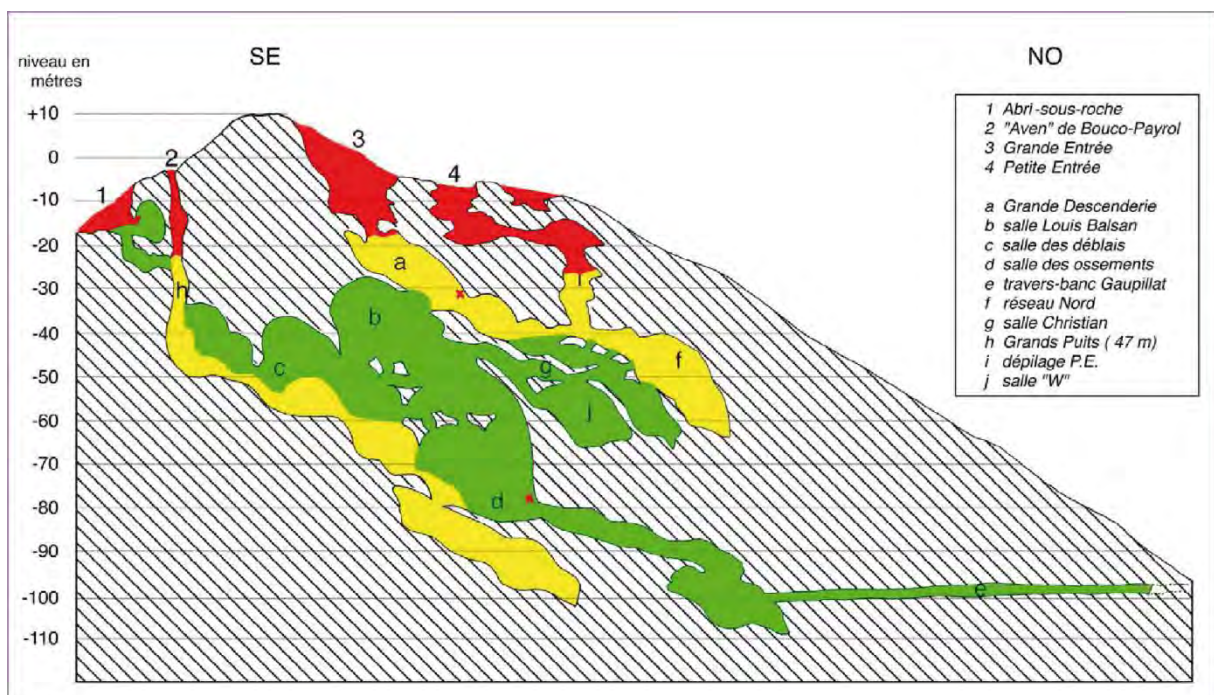 niveau en
métres
SE
NO
+10
0
-10
-20
-30
-40
-50
-60
-70
-80
-90
-100
-110
1
2
3
4
a
b
c
d
e
f
g
h
i
j
1 Abri-sous-roche
2 "Aven" de Bouco-Payrol
3 Grande Entrée
4 Petite Entrée
a Grande Descenderie
b salle Louis Balsan
c salle des déblais
d salle des ossements
e travers-banc Gaupillat
f réseau Nord
g salle Christian
h Grands Puits ( 47 m)
i dépilage P.E.
j salle "W"